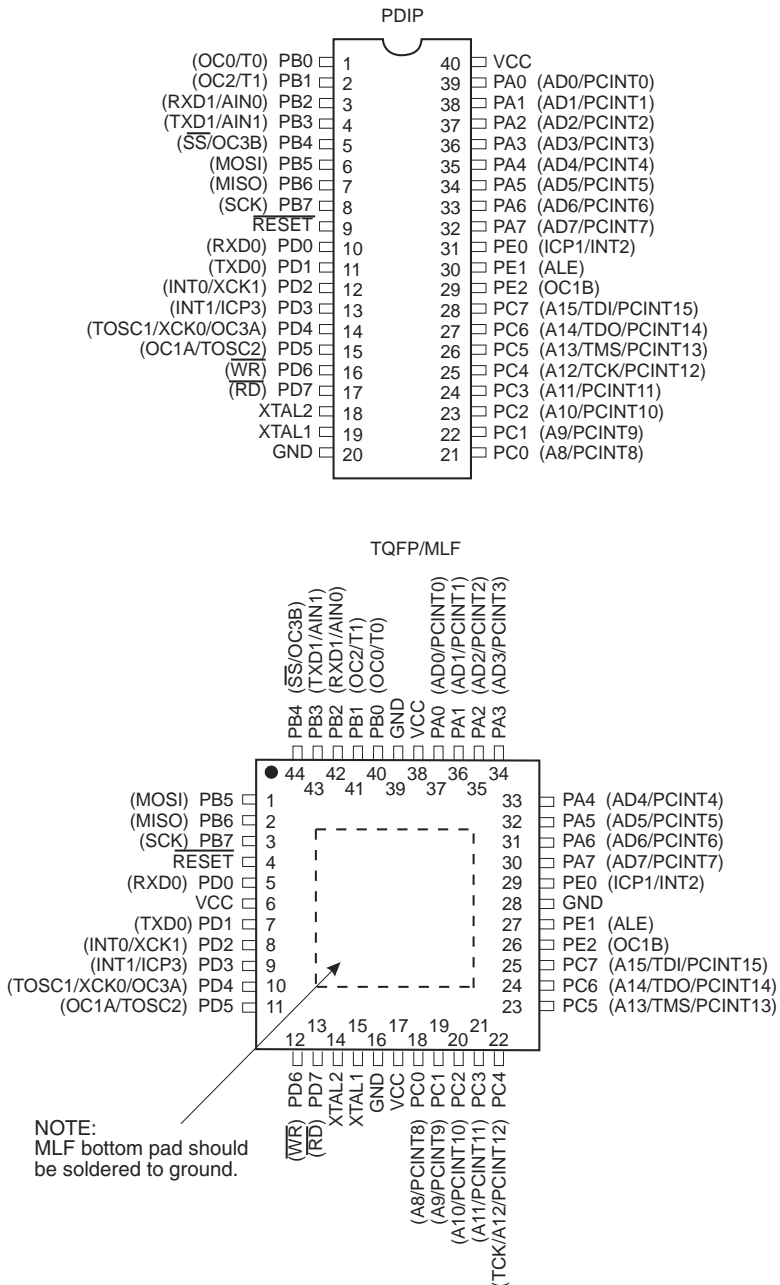 PDIP
(OC0/T0) PB0 1 40 VCC
(OC2/T1) PB1 2 39 PA0 (AD0/PCINT0)
(RXD1/AIN0) PB2 3 38 PA1 (AD1/PCINT1)
(TXD1/AIN1) PB3 4 37 PA2 (AD2/PCINT2)
(SS/OC3B) PB4 5 36 PA3 (AD3/PCINT3)
(MOSI) PB5 6 35 PA4 (AD4/PCINT4)
(MISO) PB6 7 34 PA5 (AD5/PCINT5)
(SCK) PB7 8 33 PA6 (AD6/PCINT6)
RESET 9 32 PA7 (AD7/PCINT7)
(RXD0) PD0 10 31 PE0 (ICP1/INT2)
(TXD0) PD1 11 30 PE1 (ALE)
(INT0/XCK1) PD2 12 29 PE2 (OC1B)
(INT1/ICP3) PD3 13 28 PC7 (A15/TDI/PCINT15)
(TOSC1/XCK0/OC3A) PD4 14 27 PC6 (A14/TDO/PCINT14)
(OC1A/TOSC2) PD5 15 26 PC5 (A13/TMS/PCINT13)
(WR) PD6 16 25 PC4 (A12/TCK/PCINT12)
(RD) PD7 17 24 PC3 (A11/PCINT11)
XTAL2 18 23 PC2 (A10/PCINT10)
XTAL1 19 22 PC1 (A9/PCINT9)
GND 20 21 PC0 (A8/PCINT8)
TQFP/MLF
PB4 (SS/OC3B)
PB3 (TXD1/AIN1)
PB2 (RXD1/AIN0)
PB1 (OC2/T1)
PB0 (OC0/T0)
GND
VCC
PA0 (AD0/PCINT0)
PA1 (AD1/PCINT1)
PA2 (AD2/PCINT2)
PA3 (AD3/PCINT3)
44 42 40 38 36 34
43 41 39 37 35
(MOSI) PB5 1 33 PA4 (AD4/PCINT4)
(MISO) PB6 2 32 PA5 (AD5/PCINT5)
(SCK) PB7 3 31 PA6 (AD6/PCINT6)
RESET 4 30 PA7 (AD7/PCINT7)
(RXD0) PD0 5 29 PE0 (ICP1/INT2)
VCC 6 28 GND
(TXD0) PD1 7 27 PE1 (ALE)
(INT0/XCK1) PD2 8 26 PE2 (OC1B)
(INT1/ICP3) PD3 9 25 PC7 (A15/TDI/PCINT15)
(TOSC1/XCK0/OC3A) PD4 10 24 PC6 (A14/TDO/PCINT14)
(OC1A/TOSC2) PD5 11 23 PC5 (A13/TMS/PCINT13)
13 15 17 19 21
12 14 16 18 20 22
(WR) PD6
(RD) PD7
XTAL2
XTAL1
GND
VCC
(A8/PCINT8) PC0
(A9/PCINT9) PC1
(A10/PCINT10) PC2
(A11/PCINT11) PC3
(TCK/A12/PCINT12) PC4
NOTE:
MLF bottom pad should
be soldered to ground.